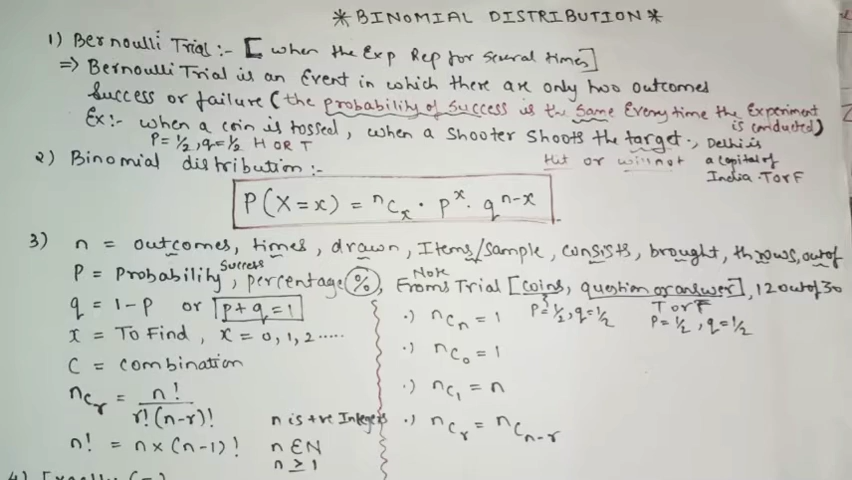 *BINOMIAL DISTRIBUTION*
1) Bernoulli Trial :- [when the Exp Rep for several times]
⇒ Bernoulli Trial is an Event in which there are only two outcomes
Success or failure (the probability of success is the same Every time the Experiment is conducted)
Ex:- when a coin is tossed, when a shooter shoots the target., Delhi is
P=1/2, q=1/2 H OR T
Hit or will not
a capital of
India. T or F
2) Binomial distribution :-
P(X=x) = ⁿCₓ · pˣ · qⁿ⁻ˣ
3) n = outcomes, times, drawn, Items/sample, consists, brought, throws, out of
P = Probability Success, percentage (%), From Trial [coins, question or answer], 12 out of 30
Note
q = 1-p or p+q=1
P=1/2, q=1/2
T or F
P=1/2, q=1/2
x = To Find, x = 0, 1, 2 .....
C = combination
ⁿCᵣ = n!/r!(n-r)!
n! = n×(n-1)!
n is +ve Integers
n ∈ N
n ≥ 1
.) ⁿCₙ = 1
.) ⁿC₀ = 1
.) ⁿC₁ = n
.) ⁿCᵣ = ⁿCₙ₋ᵣ